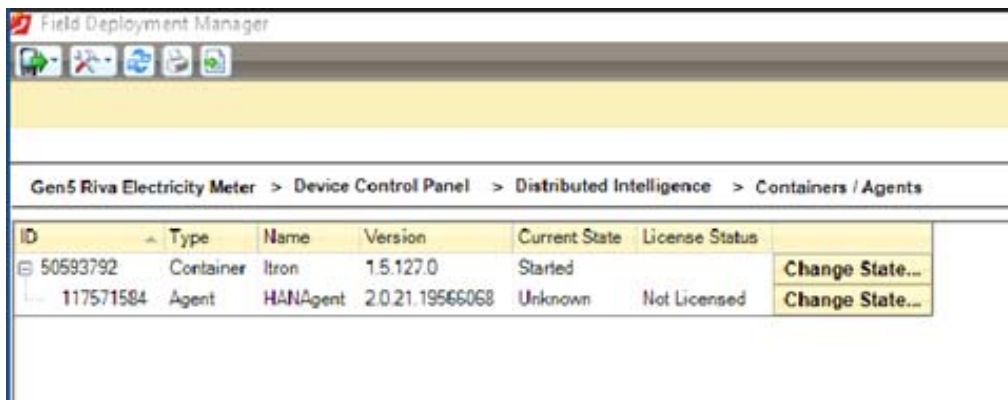 Field Deployment Manager
Gen5 Riva Electricity Meter > Device Control Panel > Distributed Intelligence > Containers / Agents
ID Type Name Version Current State License Status
50593792 Container Itron 1.5.127.0 Started Change State...
117571584 Agent HANAgent 2.0.21.19566068 Unknown Not Licensed Change State...